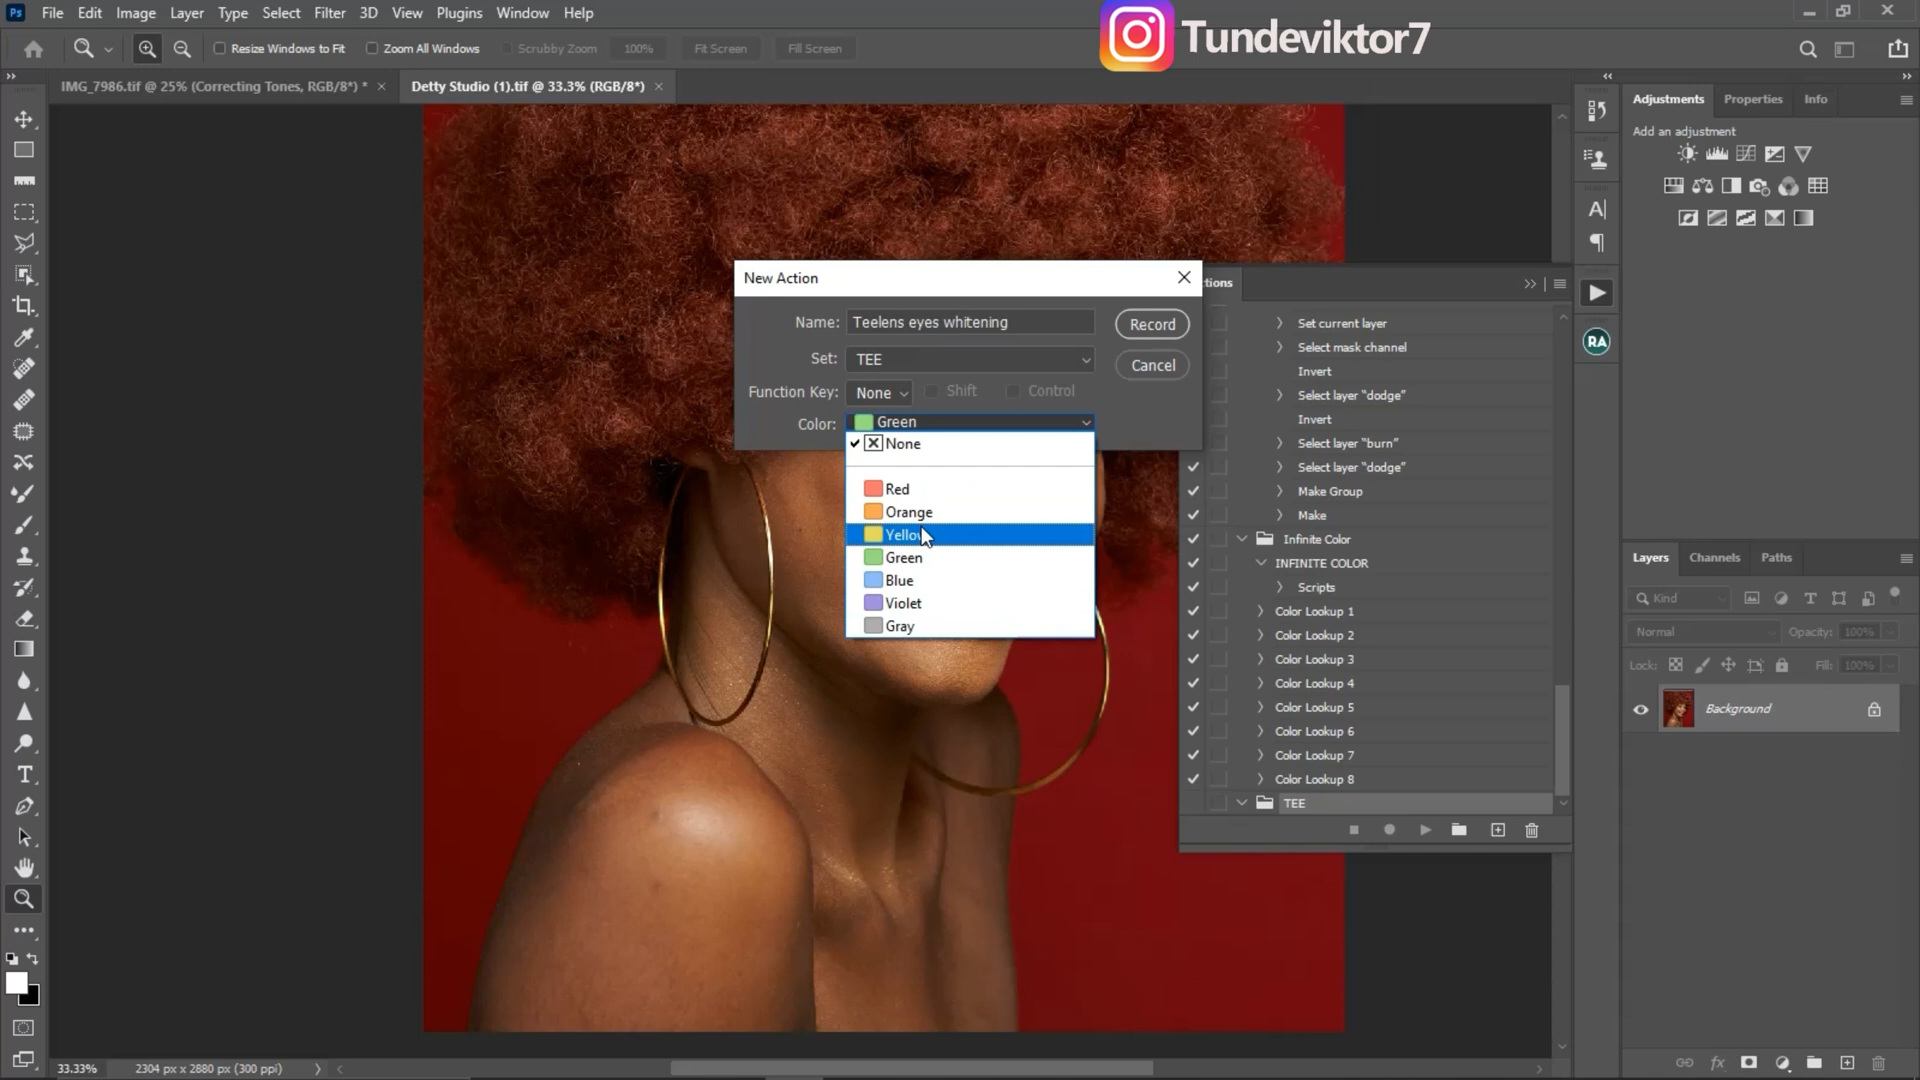 Ps File Edit Image Layer Type Select Filter 3D View Plugins Window Help
Tundeviktor7
Resize Windows to Fit Zoom All Windows Scrubby Zoom 100% Fit Screen Fill Screen
IMG_7986.tif @ 25% (Correcting Tones, RGB/8*) *
Detty Studio (1).tif @ 33.3% (RGB/8*)
Adjustments Properties Info
Add an adjustment
New Action
Name: Teelens eyes whitening
Record
Set: TEE
Cancel
Function Key: None Shift Control
Color: Green
None
Red
Orange
Yellow
Green
Blue
Violet
Gray
tions
Set current layer
Select mask channel
Invert
Select layer “dodge”
Invert
Select layer “burn”
Select layer “dodge”
Make Group
Make
Infinite Color
INFINITE COLOR
Scripts
Color Lookup 1
Color Lookup 2
Color Lookup 3
Color Lookup 4
Color Lookup 5
Color Lookup 6
Color Lookup 7
Color Lookup 8
TEE
RA
Layers Channels Paths
Kind
Normal Opacity: 100%
Lock: Fill: 100%
Background
33.33% 2304 px x 2880 px (300 ppi)